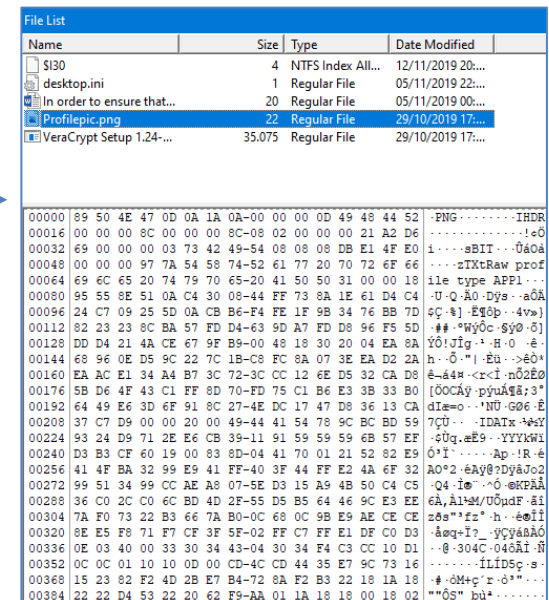 File List
Name Size Type Date Modified
$I30 4 NTFS Index All... 12/11/2019 20:...
desktop.ini 1 Regular File 05/11/2019 22:...
In order to ensure that... 20 Regular File 05/11/2019 00:...
Profilepic.png 22 Regular File 29/10/2019 17:...
VeraCrypt Setup 1.24-... 35.075 Regular File 29/10/2019 17:...
00000 89 50 4E 47 0D 0A 1A 0A-00 00 00 0D 49 48 44 52 ·PNG········IHDR
00016 00 00 00 8C 00 00 00 8C-08 02 00 00 00 21 A2 D6
00032 69 00 00 00 03 73 42 49-54 08 08 08 DB E1 4F E0 i····sBIT···ÛáOà
00048 00 00 00 97 7A 54 58 74-52 61 77 20 70 72 6F 66 ····zTXtRaw prof
00064 69 6C 65 20 74 79 70 65-20 41 50 50 31 00 00 18 ile type APP1···
00080 95 55 8E 51 0A C4 30 08-44 FF 73 8A 1E 61 D4 C4 ·U·Q·Ä0·Dÿs··aÔÄ
00096 24 C7 09 25 5D 0A CB B6-F4 FE 1F 9B 34 76 BB 7D
00112 82 23 23 8C BA 57 FD D4-63 9D A7 FD D8 96 F5 5D ·##·ºWýÔc·§ýØ·õ]
00128 DD D4 21 4A CE 67 9F B9-00 48 18 30 20 04 EA 8A
00144 68 96 0E D5 9C 22 7C 1B-C8 FC 8A 07 3E EA D2 2A
00160 EA AC E1 34 A4 B7 3C 72-3C CC 12 6E D5 32 CA D8
00176 5B D6 4F 43 C1 FF 8D 70-FD 75 C1 B6 E3 3B 33 B0
00192 64 49 E6 3D 6F 91 8C 27-4E DC 17 47 D8 36 13 CA
00208 37 C7 D9 00 00 20 00 49-44 41 54 78 9C BC BD 59
00224 93 24 D9 71 2E E6 CB 39-11 91 59 59 59 6B 57 EF
00240 D3 B3 CF 60 19 00 83 8D-04 41 70 01 21 52 82 E9
00256 41 4F BA 32 99 E9 41 FF-40 3F 44 FF E2 4A 6F 32
00272 99 51 34 99 CC AE A8 07-5E D3 15 A9 4B 50 C4 C5
00288 36 C0 2C C0 6C BD 4D 2F-55 D5 B5 64 46 9C E3 EE
00304 7A F0 73 22 B3 66 7A B0-0C 68 0C 9B E9 AE CE CE
00320 8E E5 F8 71 F7 CF 3F 5F-02 FF C7 FF E1 DF C0 D3
00336 0E 03 40 00 33 30 34 43-04 30 34 F4 C3 CC 10 D1
00352 0C 0C 01 10 10 0D 00 CD-4C CD 44 35 E7 9C 73 16
00368 15 23 82 F2 4D 2B E7 B4-72 8A F2 B3 22 18 1A 18
00384 22 22 D4 53 22 20 62 F9-AA 01 1A 18 18 00 18 02